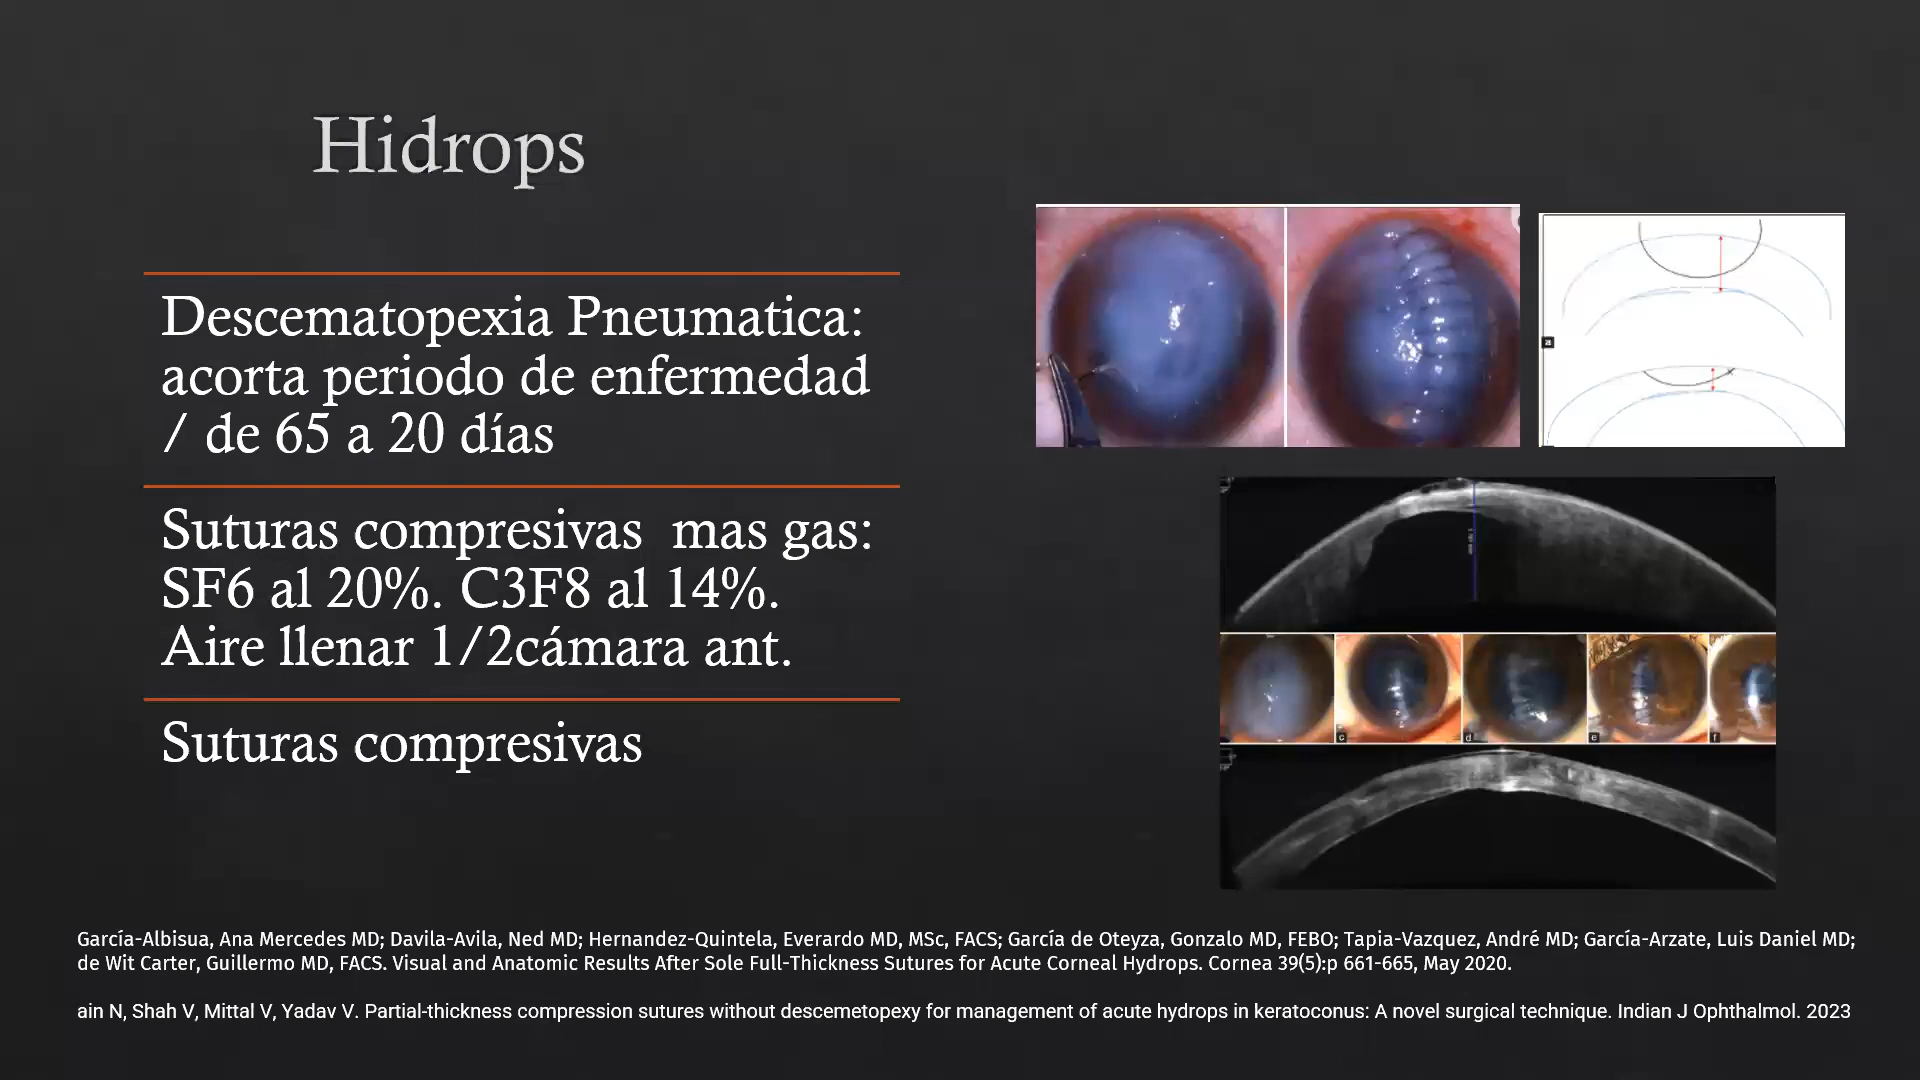 Hidrops
Descematopexia Pneumatica:
acorta periodo de enfermedad
/ de 65 a 20 días
Suturas compresivas  mas gas:
SF6 al 20%. C3F8 al 14%.
Aire llenar 1/2cámara ant.
Suturas compresivas
c
d
e
f
García-Albisua, Ana Mercedes MD; Davila-Avila, Ned MD; Hernandez-Quintela, Everardo MD, MSc, FACS; García de Oteyza, Gonzalo MD, FEBO; Tapia-Vazquez, André MD; García-Arzate, Luis Daniel MD;
de Wit Carter, Guillermo MD, FACS. Visual and Anatomic Results After Sole Full-Thickness Sutures for Acute Corneal Hydrops. Cornea 39(5):p 661-665, May 2020.
ain N, Shah V, Mittal V, Yadav V. Partial-thickness compression sutures without descemetopexy for management of acute hydrops in keratoconus: A novel surgical technique. Indian J Ophthalmol. 2023